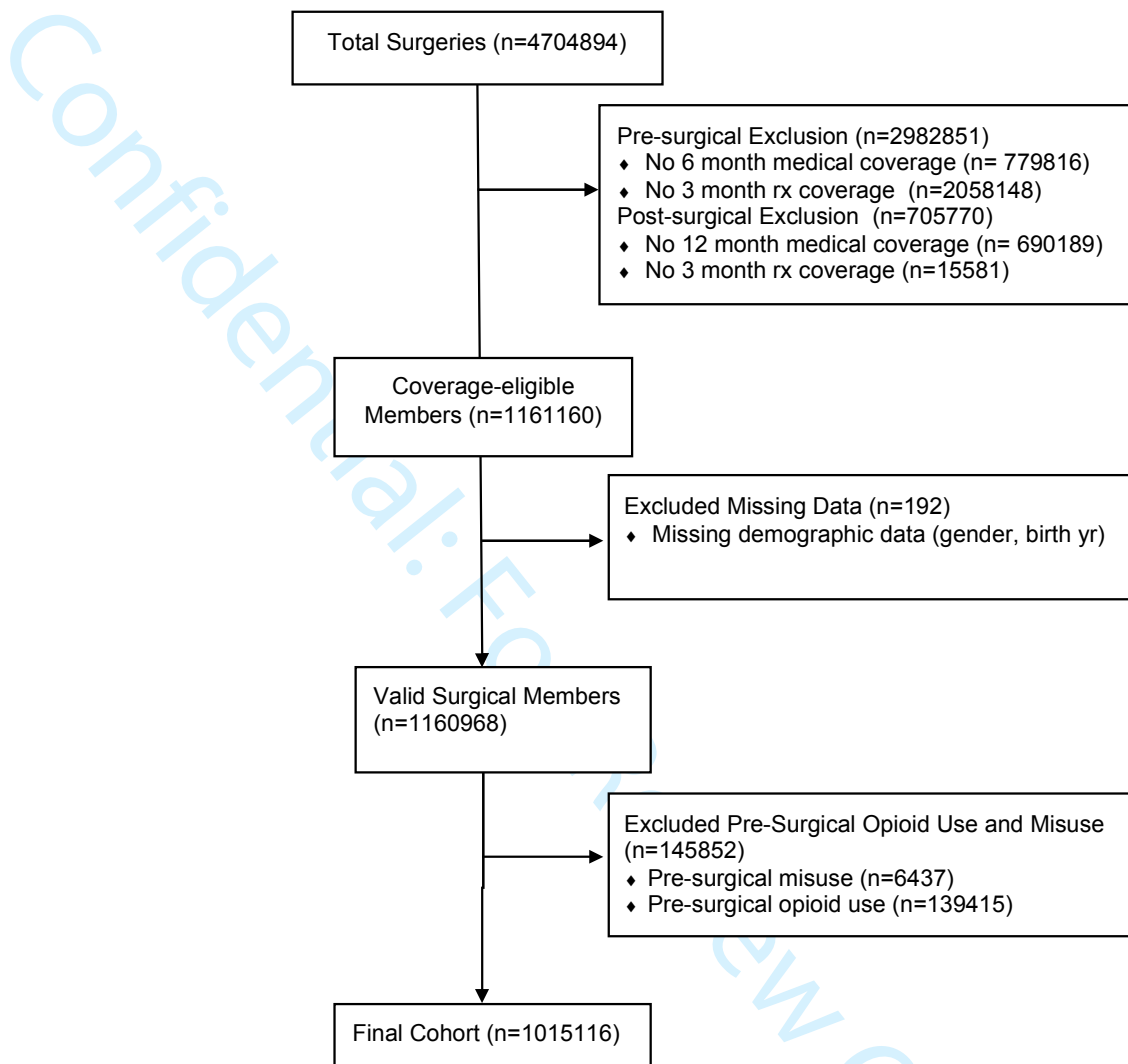 Total Surgeries (n=4704894)
Pre-surgical Exclusion (n=2982851)
♦ No 6 month medical coverage (n= 779816)
♦ No 3 month rx coverage (n=2058148)
Post-surgical Exclusion (n=705770)
♦ No 12 month medical coverage (n= 690189)
♦ No 3 month rx coverage (n=15581)
Coverage-eligible
Members (n=1161160)
Excluded Missing Data (n=192)
♦ Missing demographic data (gender, birth yr)
Valid Surgical Members
(n=1160968)
Excluded Pre-Surgical Opioid Use and Misuse
(n=145852)
♦ Pre-surgical misuse (n=6437)
♦ Pre-surgical opioid use (n=139415)
Final Cohort (n=1015116)
Confidential: For